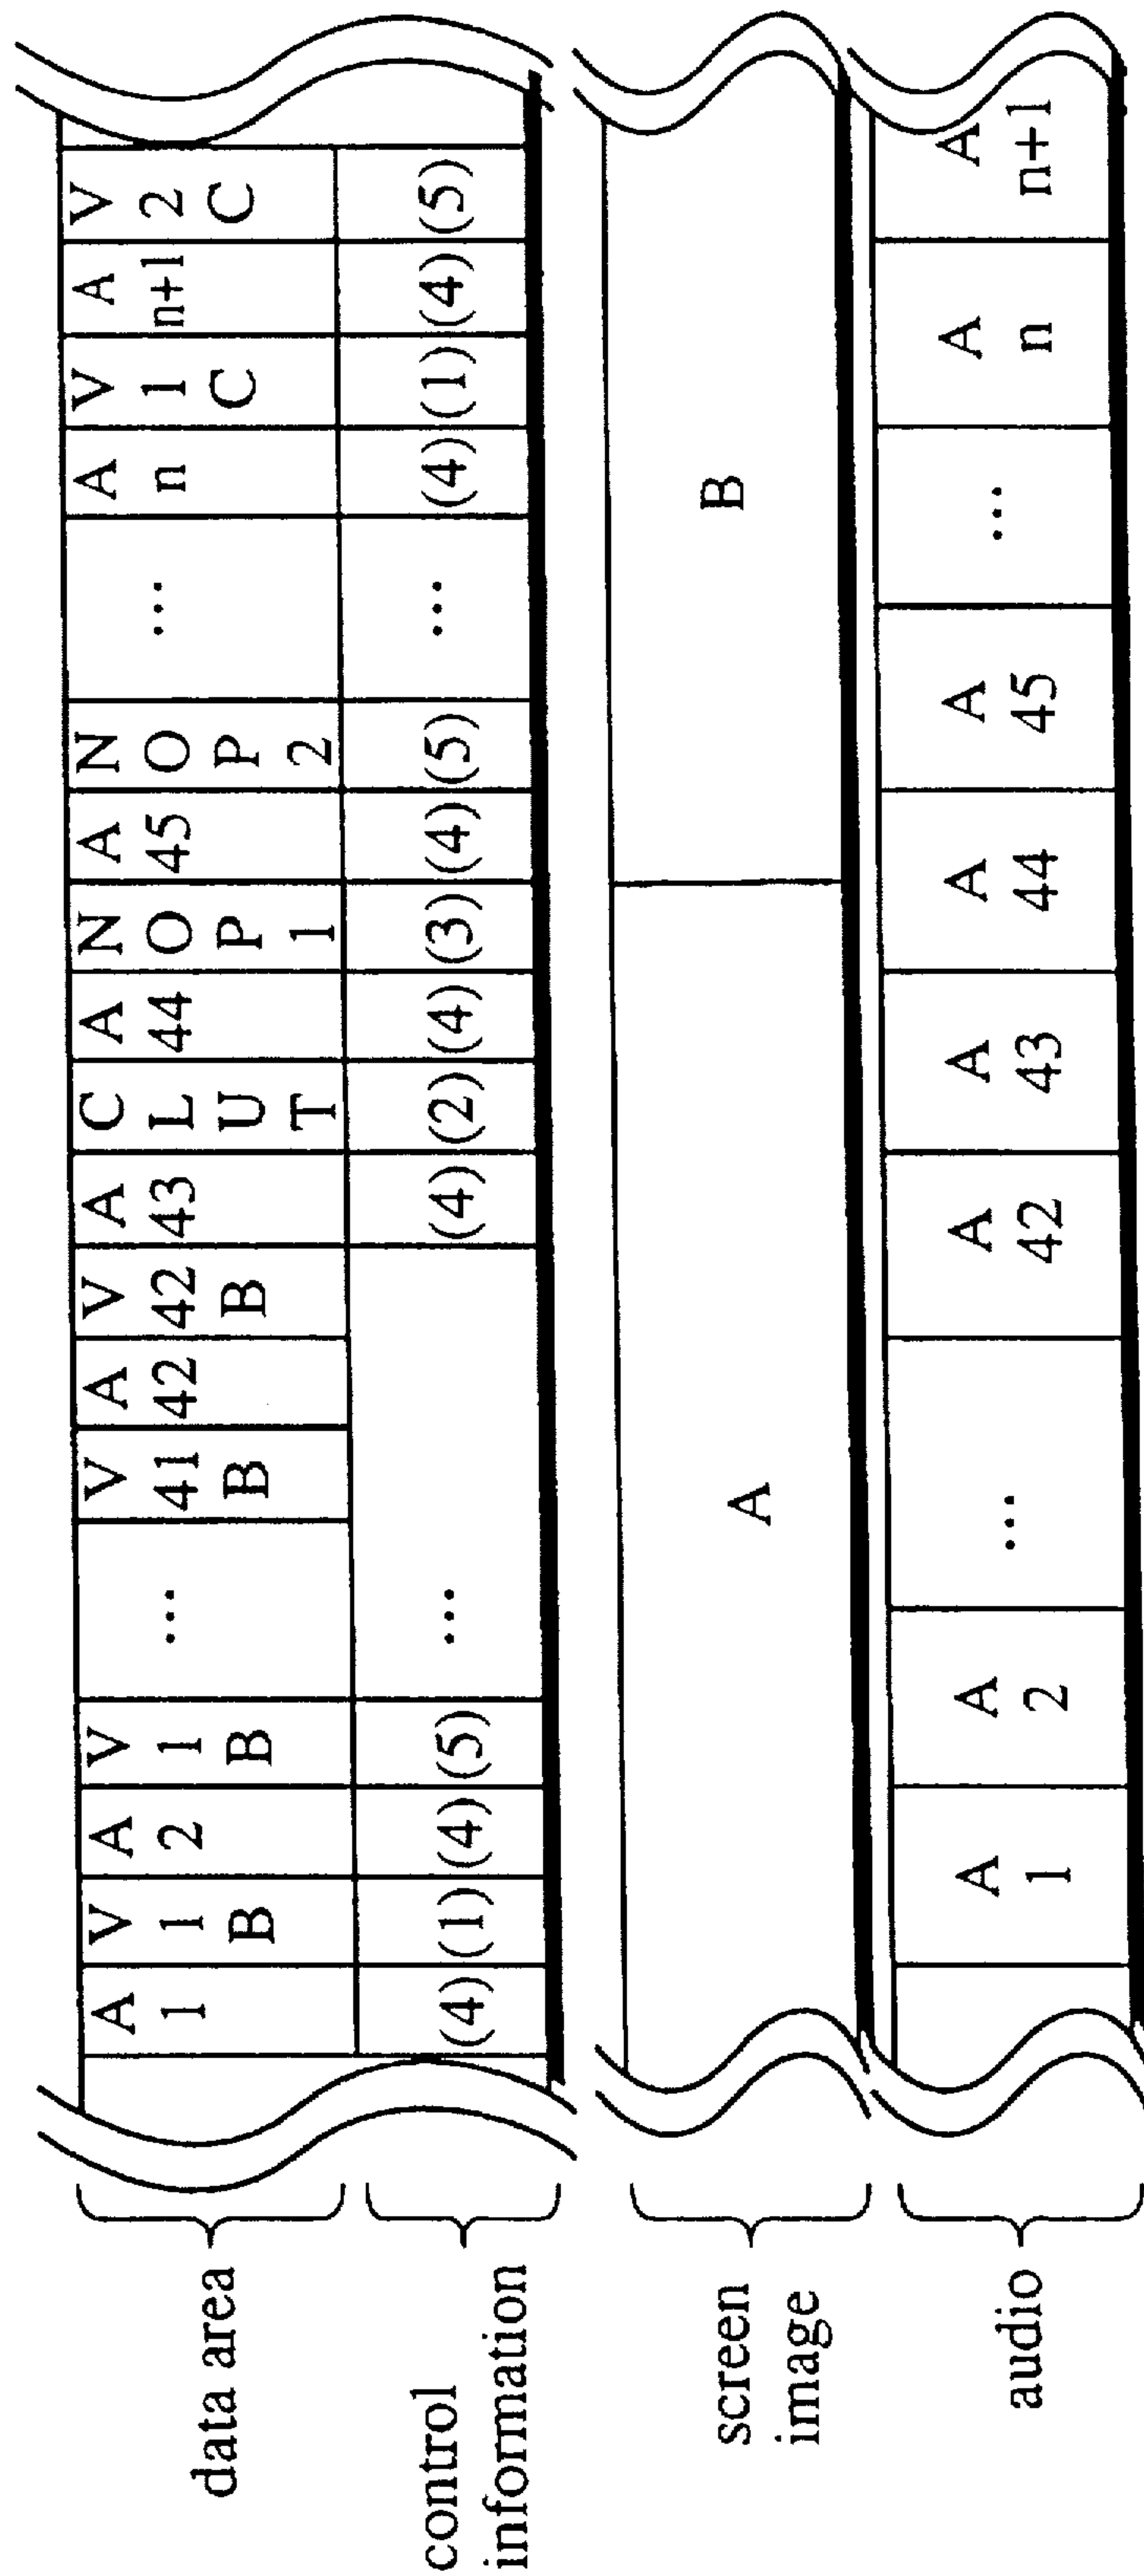 data area
A 1
V 1 B
A 2
V 1 B
...
V 41 B
A 42
V 42 B
A 43
C L U T
A 44
N O P 1
A 45
N O P 2
...
A n
V 1 C
A n+1
V 2 C
control information
(4)
(1)
(4)
(5)
...
(4)
(2)
(4)
(3)
(4)
(5)
...
(4)
(1)
(4)
(5)
screen image
A
B
audio
A 1
A 2
...
A 42
A 43
A 44
A 45
...
A n
A n+1